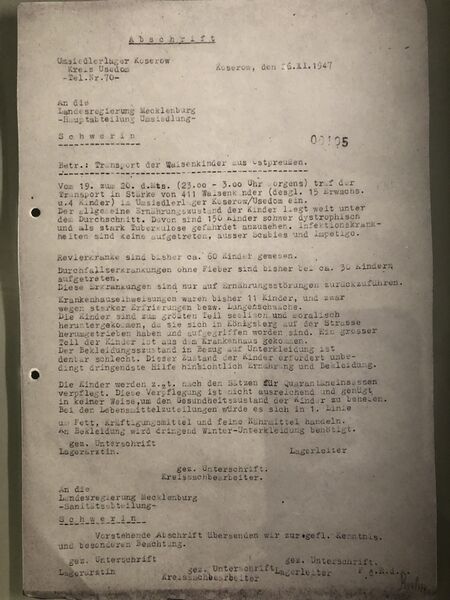 Abschrift
Umsiedlerlager Koserow
Kreis Usedom
-Tel.Nr.70-
Koserow, den 26.XI.1947
An die
Landesregierung Mecklenburg
-Hauptabteilung Umsiedlung-
Schwerin
Betr.: Transport der Waisenkinder aus Ostpreußen.
Vom 19. zum 20. d.Mts. (23.oo - 3.oo Uhr morgens) traf der
Transport in Stärke von 411 Waisenkinder (desgl. 15 Erwachs.
u.4 Kinder) im Umsiedlerlager Koserow/Usedom ein.
Der allgemeine Ernährungszustand der Kinder liegt weit unter
dem Durchschnitt. Davon sind 150 Kinder schwer dystrophisch
und als stark Tuberkulose gefährdet anzusehen. Infektionskrank-
heiten sind keine aufgetreten, ausser Scabies und Impetigo.
Revierkranke sind bisher ca. 60 Kinder gewesen.
Durchfallserkrankungen ohne Fieber sind bisher bei ca. 30 Kindern
aufgetreten.
Diese Erkrankungen sind nur auf Ernährungsstörungen zurückzuführen.
Krankenhauseinweisungen waren bisher 11 Kinder, und zwar
wegen starker Erfrierungen bezw. Lungenschwäche.
Die Kinder sind zum größten Teil seelisch und moralisch
heruntergekommen, da sie sich in Königsberg auf der Strasse
herumgetrieben haben und aufgegriffen worden sind. Ein grosser
Teil der Kinder ist aus dem Krankenhaus gekommen.
Der Bekleidungszustand in Bezug auf Unterkleidung ist
denkbar schlecht. Dieser Zustand der Kinder erfordert unbe-
dingt dringendste Hilfe hinsichtlich Ernährung und Bekleidung.
Die Kinder werden z.Zt. nach den Sätzen für Quarantäneinsassen
verpflegt. Diese Verpflegung ist nicht ausreichend und genügt
in keiner Weise,um den Gesundheitszustand der Kinder zu beheben.
Bei den Lebensmittelzuteilungen würde es sich in 1. Linie
um Fett, Kräftigungsmittel und feine Nährmittel handeln.
An Bekleidung wird dringend Winter-Unterkleidung benötigt.
gez. Unterschrift
Lagerärztin.
Lagerleiter
gez. Unterschrift.
Kreissachbearbeiter.
An die
Landesregierung Mecklenburg
-Sanitätsabteilung-
Schwerin
Vorstehende Abschrift übersenden wir zur gefl. Kenntnis
und besonderen Beachtung.
gez. Unterschrift
Lagerärztin
gez. Unterschrift
Kreissachbearbeiter
gez. Unterschrift
Lagerleiter